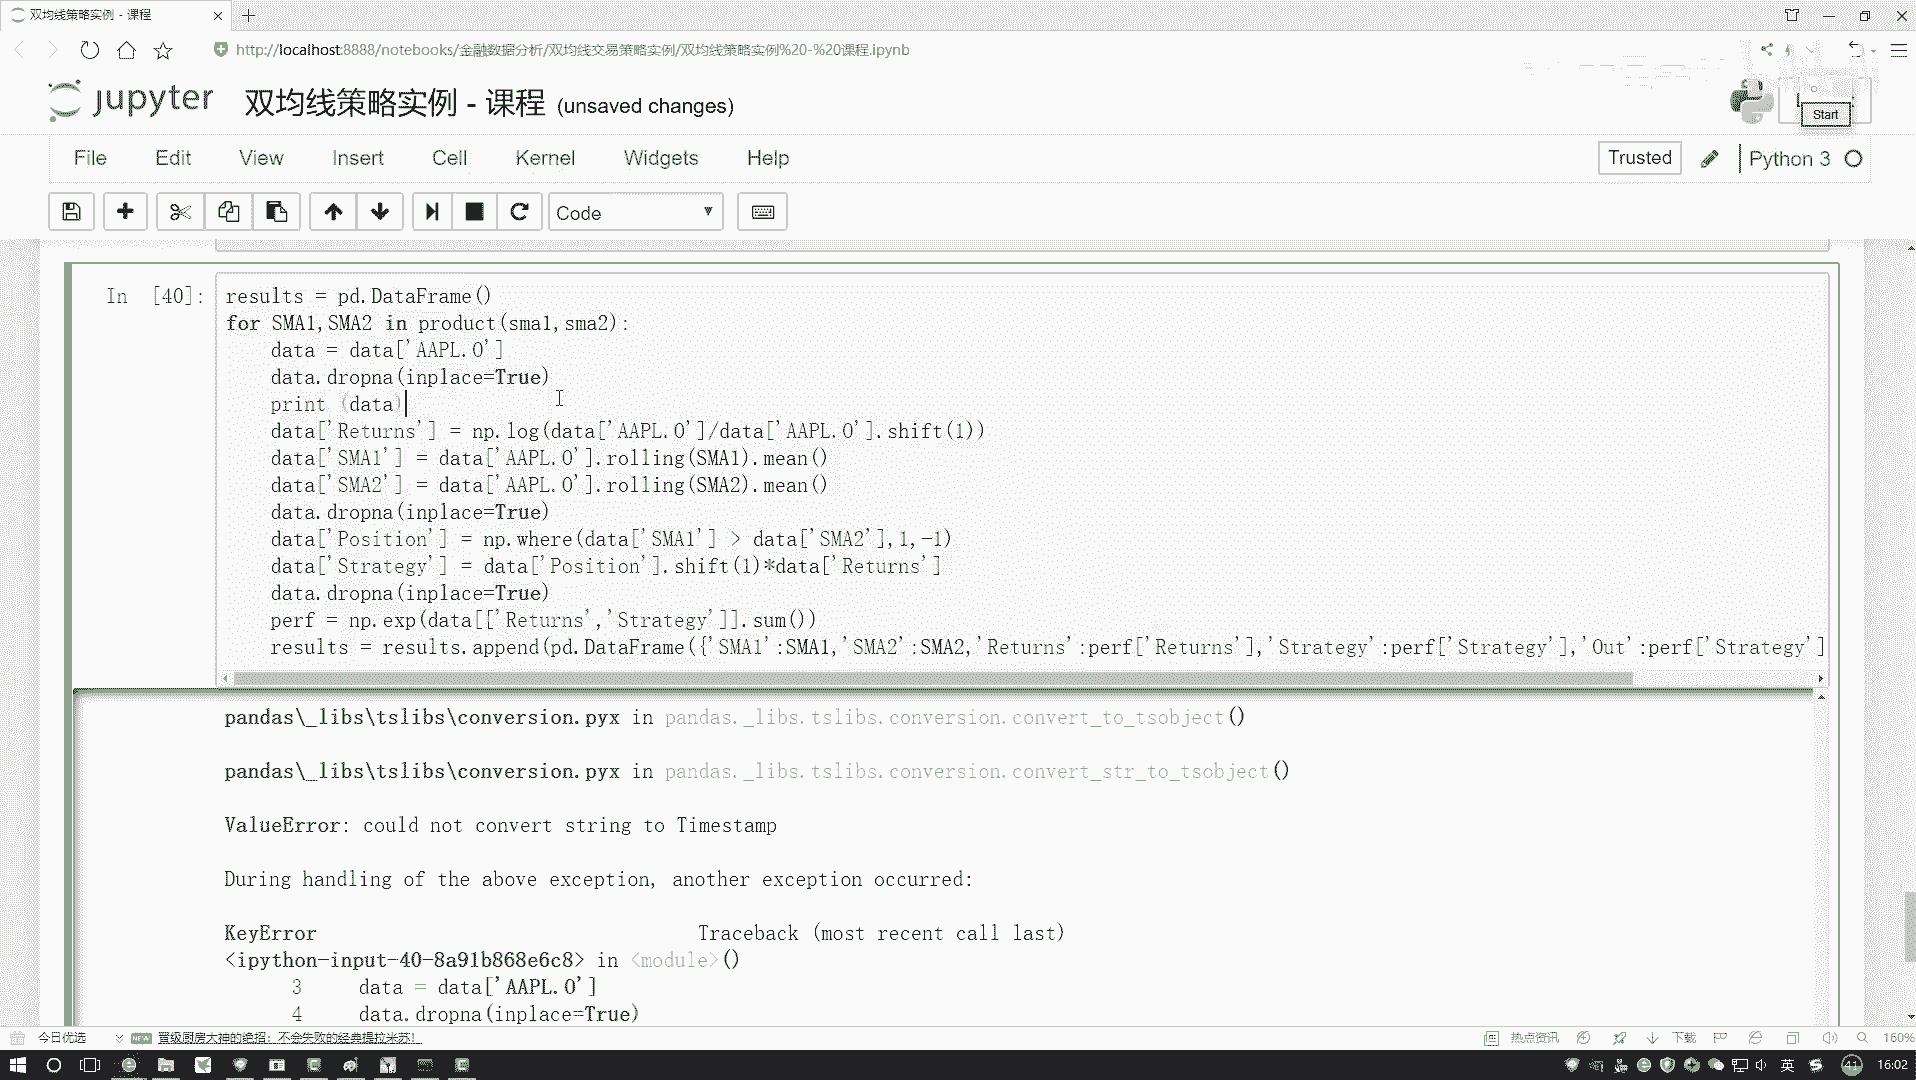 双均线策略实例 - 课程
http://localhost:8888/notebooks/金融数据分析/双均线交易策略实例/双均线策略实例%20-%20课程.ipynb
jupyter 双均线策略实例 - 课程 (unsaved changes)
Start
File Edit View Insert Cell Kernel Widgets Help
Trusted Python 3
Code
In [40]:
results = pd.DataFrame()
for SMA1,SMA2 in product(sma1,sma2):
    data = data['AAPL.O']
    data.dropna(inplace=True)
    print (data)
    data['Returns'] = np.log(data['AAPL.O']/data['AAPL.O'].shift(1))
    data['SMA1'] = data['AAPL.O'].rolling(SMA1).mean()
    data['SMA2'] = data['AAPL.O'].rolling(SMA2).mean()
    data.dropna(inplace=True)
    data['Position'] = np.where(data['SMA1'] > data['SMA2'],1,-1)
    data['Strategy'] = data['Position'].shift(1)*data['Returns']
    data.dropna(inplace=True)
    perf = np.exp(data[['Returns','Strategy']].sum())
    results = results.append(pd.DataFrame({'SMA1':SMA1,'SMA2':SMA2,'Returns':perf['Returns'],'Strategy':perf['Strategy'],'Out':perf['Strategy']
pandas\_libs\tslibs\conversion.pyx in pandas._libs.tslibs.conversion.convert_to_tsobject()
pandas\_libs\tslibs\conversion.pyx in pandas._libs.tslibs.conversion.convert_str_to_tsobject()
ValueError: could not convert string to Timestamp
During handling of the above exception, another exception occurred:
KeyError Traceback (most recent call last)
<ipython-input-40-8a91b868e6c8> in <module>()
3 data = data['AAPL.O']
4 data.dropna(inplace=True)
今日优选 NEW 晋级厨房大神的绝招：不会失败的经典提拉米苏！ 热点资讯 下载 160%
英 41 16:02